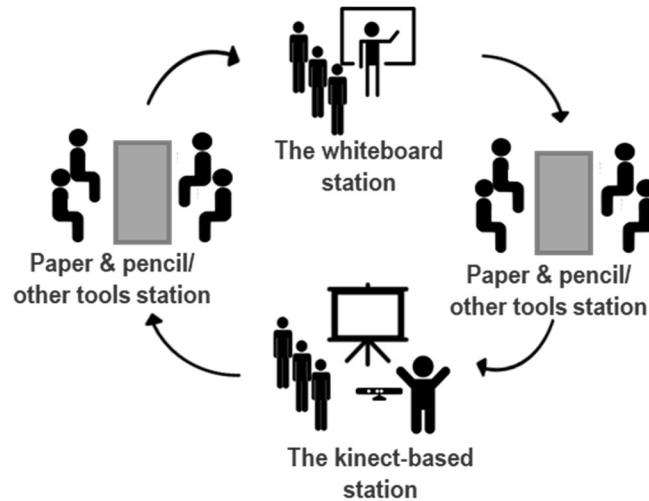 The whiteboard
station
Paper & pencil/
other tools station
Paper & pencil/
other tools station
The kinect-based
station